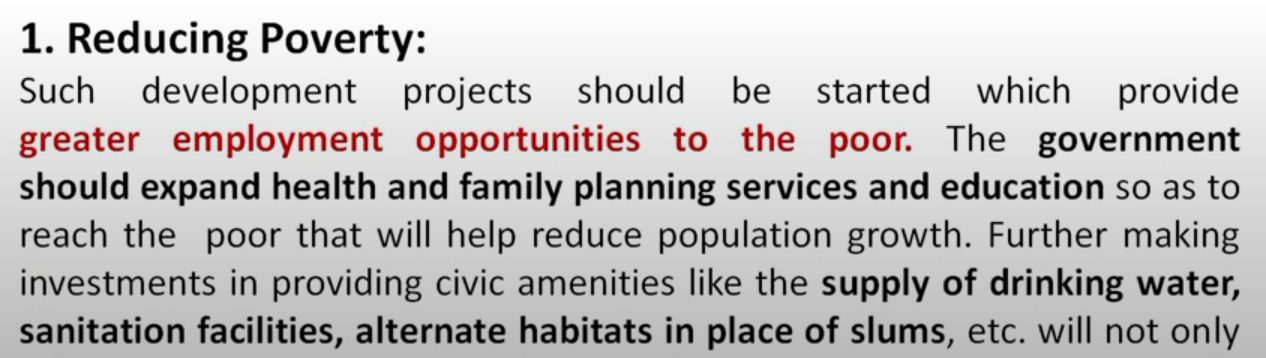 1. Reducing Poverty:
Such development projects should be started which provide
greater employment opportunities to the poor. The government
should expand health and family planning services and education so as to
reach the poor that will help reduce population growth. Further making
investments in providing civic amenities like the supply of drinking water,
sanitation facilities, alternate habitats in place of slums, etc. will not only